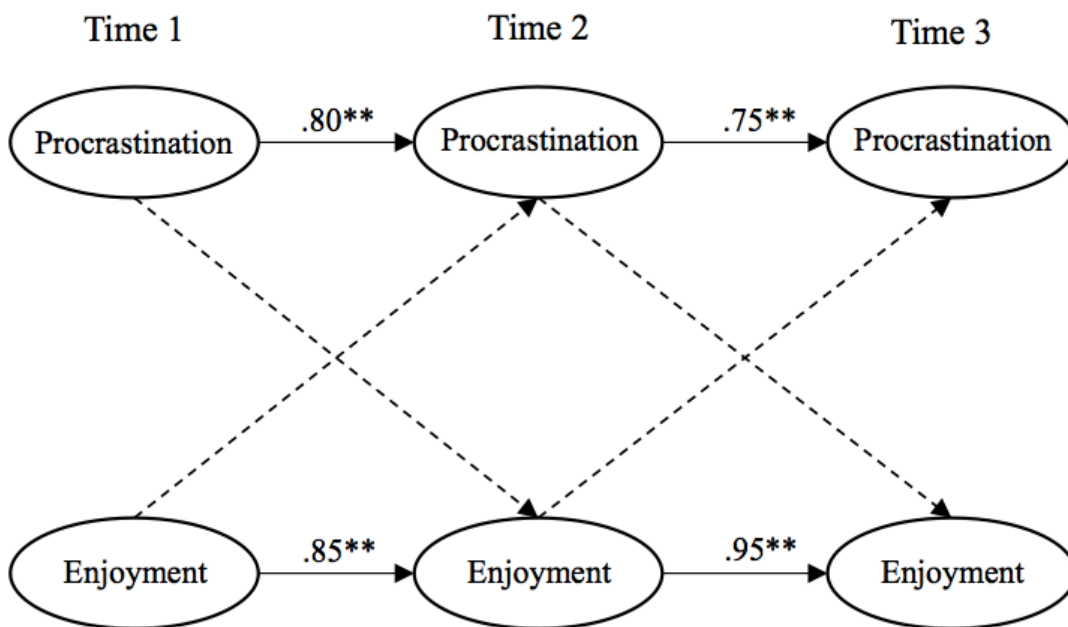 Time 1
Time 2
Time 3
Procrastination
.80**
Procrastination
.75**
Procrastination
Enjoyment
.85**
Enjoyment
.95**
Enjoyment